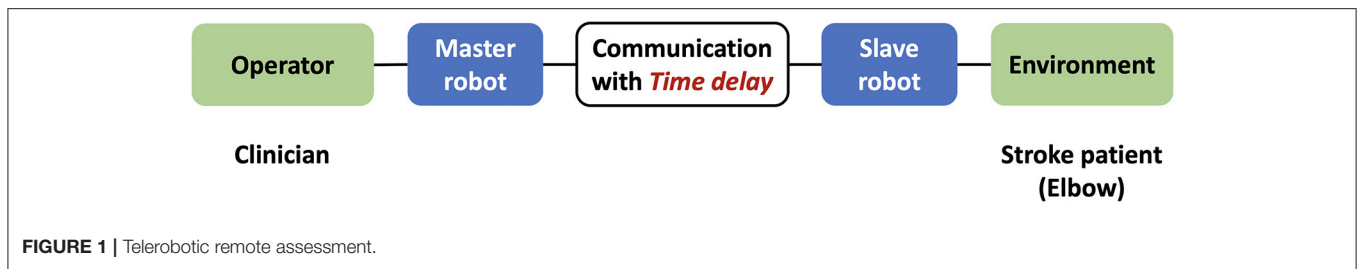 Operator
Master
robot
Communication
with Time delay
Slave
robot
Environment
Clinician
Stroke patient
(Elbow)
FIGURE 1 | Telerobotic remote assessment.